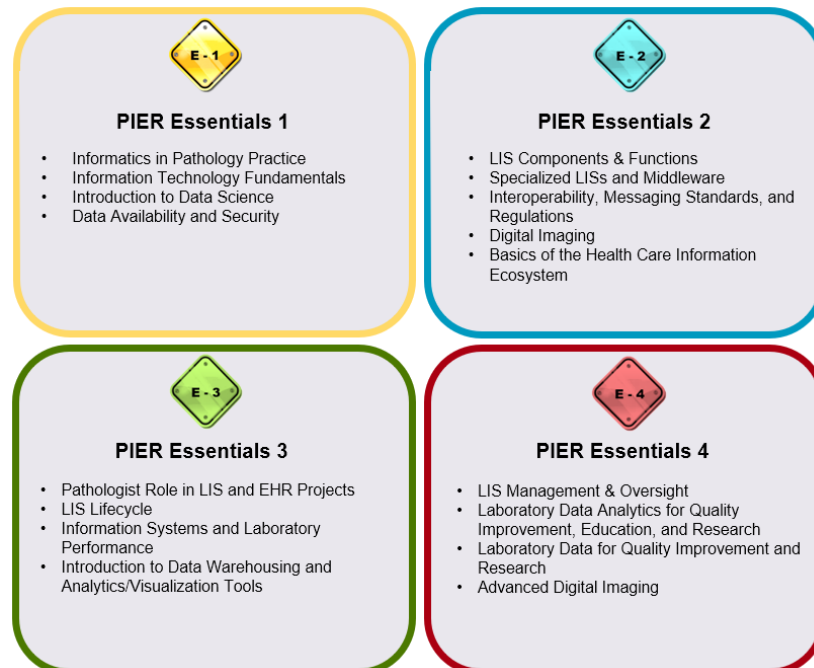 E - 1
PIER Essentials 1
• Informatics in Pathology Practice
• Information Technology Fundamentals
• Introduction to Data Science
• Data Availability and Security
E - 2
PIER Essentials 2
• LIS Components & Functions
• Specialized LISs and Middleware
• Interoperability, Messaging Standards, and
Regulations
• Digital Imaging
• Basics of the Health Care Information
Ecosystem
E - 3
PIER Essentials 3
• Pathologist Role in LIS and EHR Projects
• LIS Lifecycle
• Information Systems and Laboratory
Performance
• Introduction to Data Warehousing and
Analytics/Visualization Tools
E - 4
PIER Essentials 4
• LIS Management & Oversight
• Laboratory Data Analytics for Quality
Improvement, Education, and Research
• Laboratory Data for Quality Improvement and
Research
• Advanced Digital Imaging